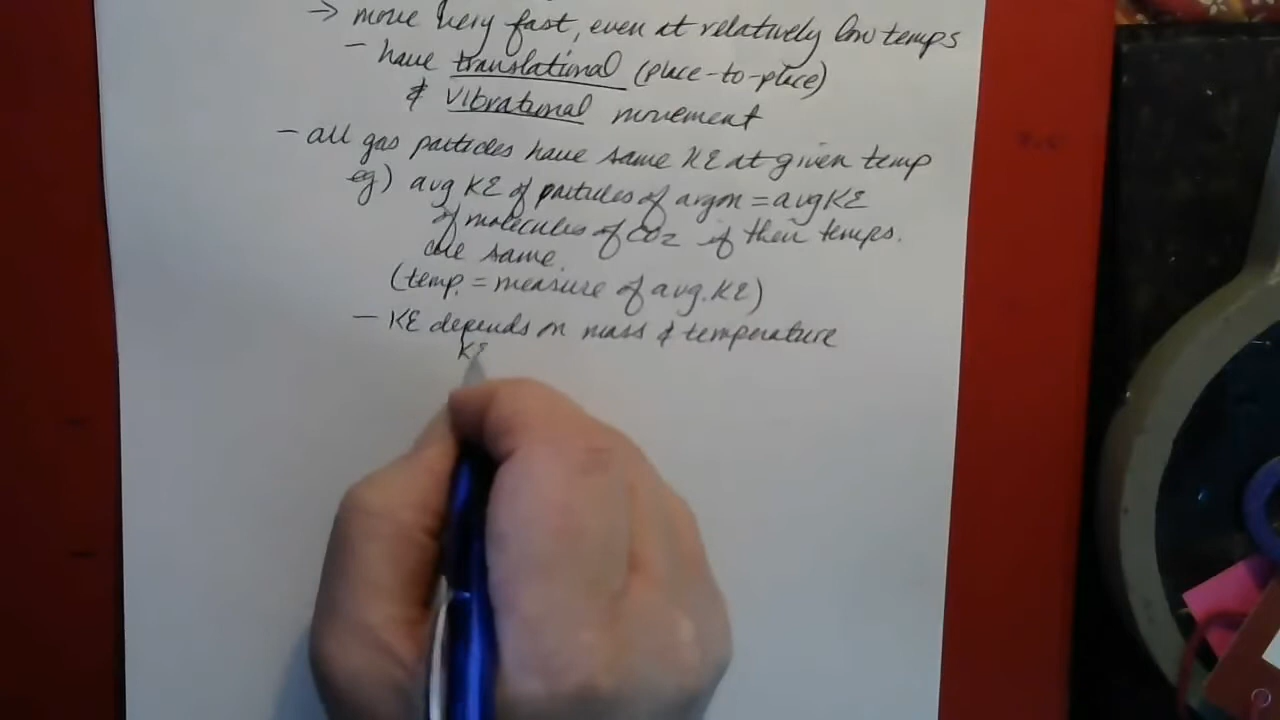 → move very fast, even at relatively low temps
- have translational (place-to-place)
& vibrational movement
- all gas particles have same KE at given temp
eg) avg KE of particles of argon = avg KE
of molecules of CO2 if their temps.
are same.
(temp. = measure of avg. KE)
- KE depends on mass & temperature
KE